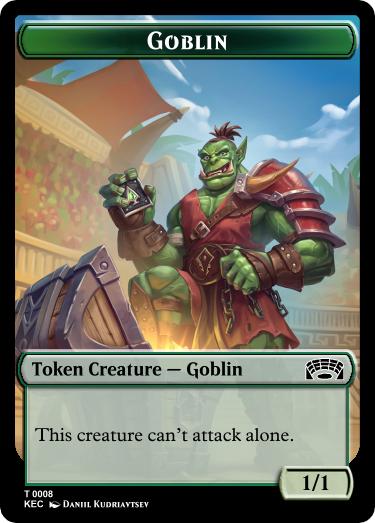 GOBLIN
Token Creature — Goblin
This creature can't attack alone.
1/1
T 0008
KEC DANIIL KUDRIAVTSEV